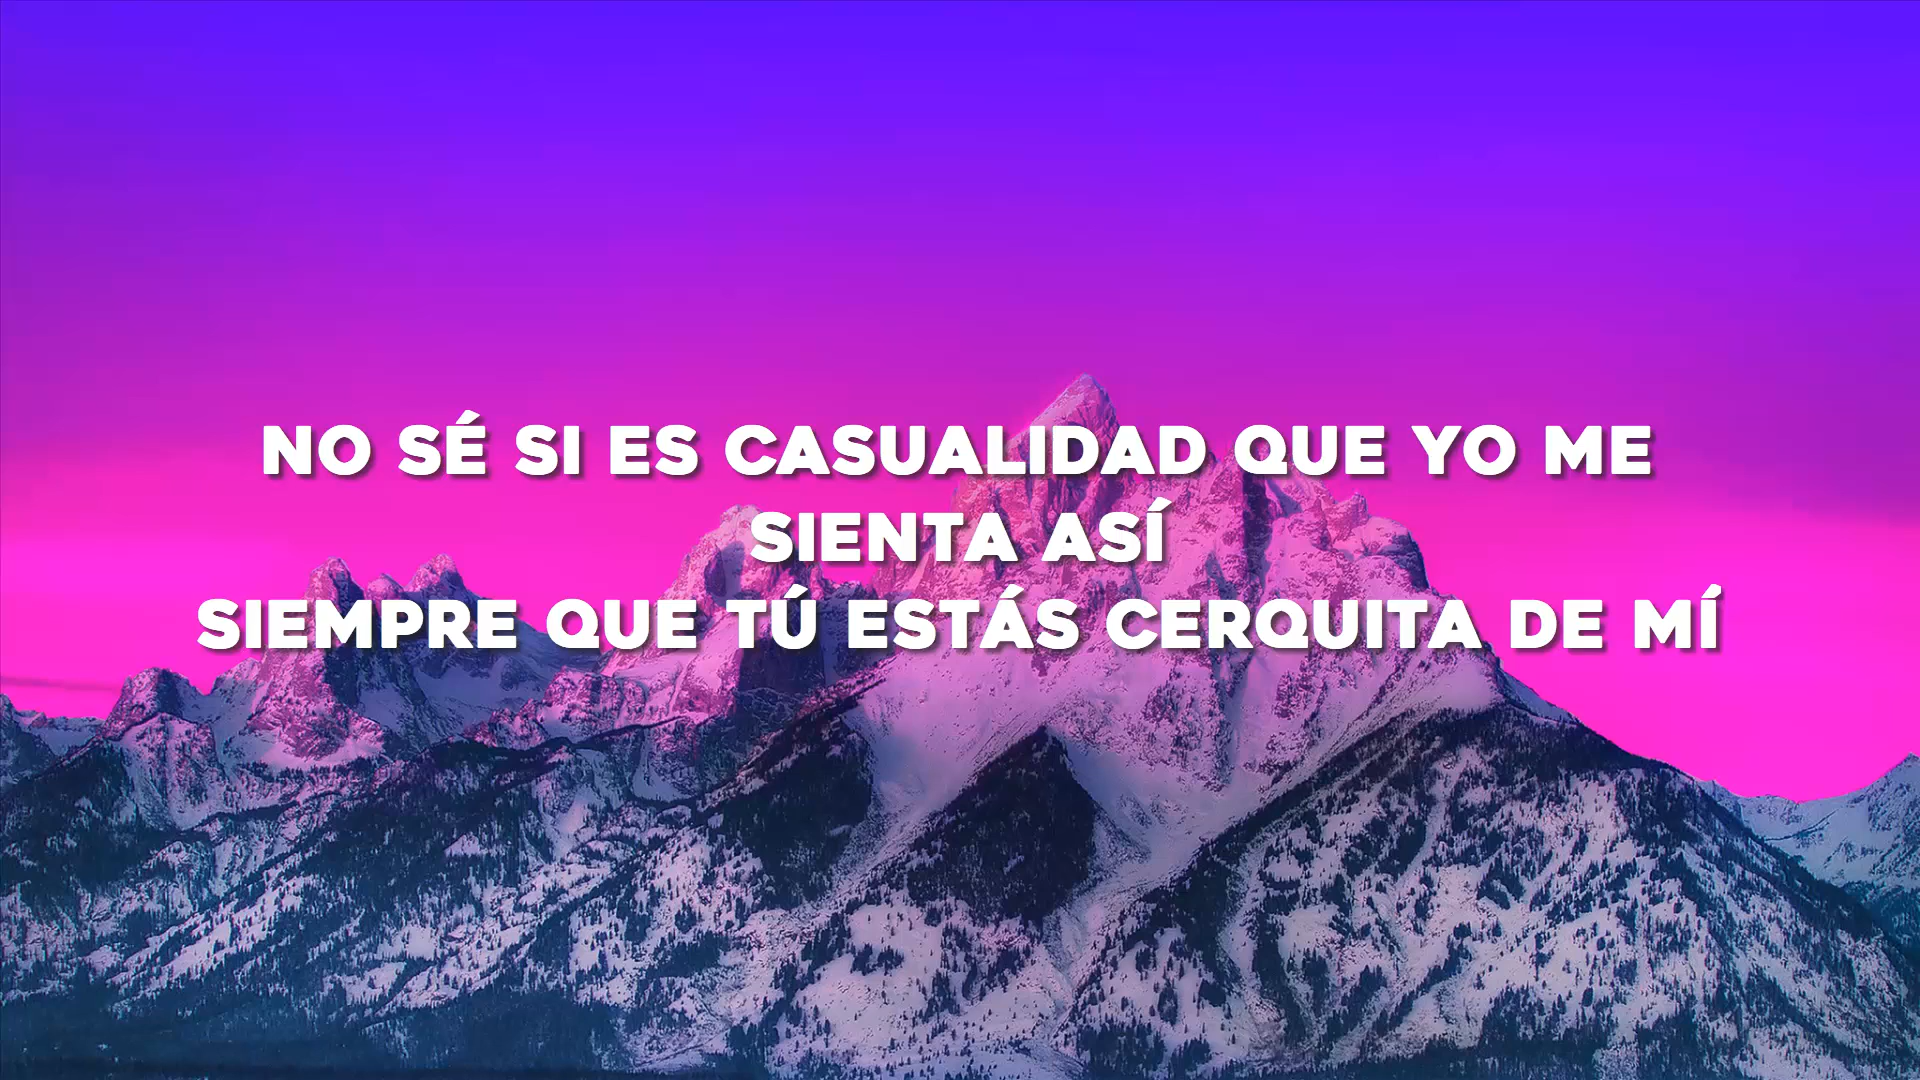 NO SÉ SI ES CASUALIDAD QUE YO ME
SIENTA ASÍ
SIEMPRE QUE TÚ ESTÁS CERQUITA DE MÍ